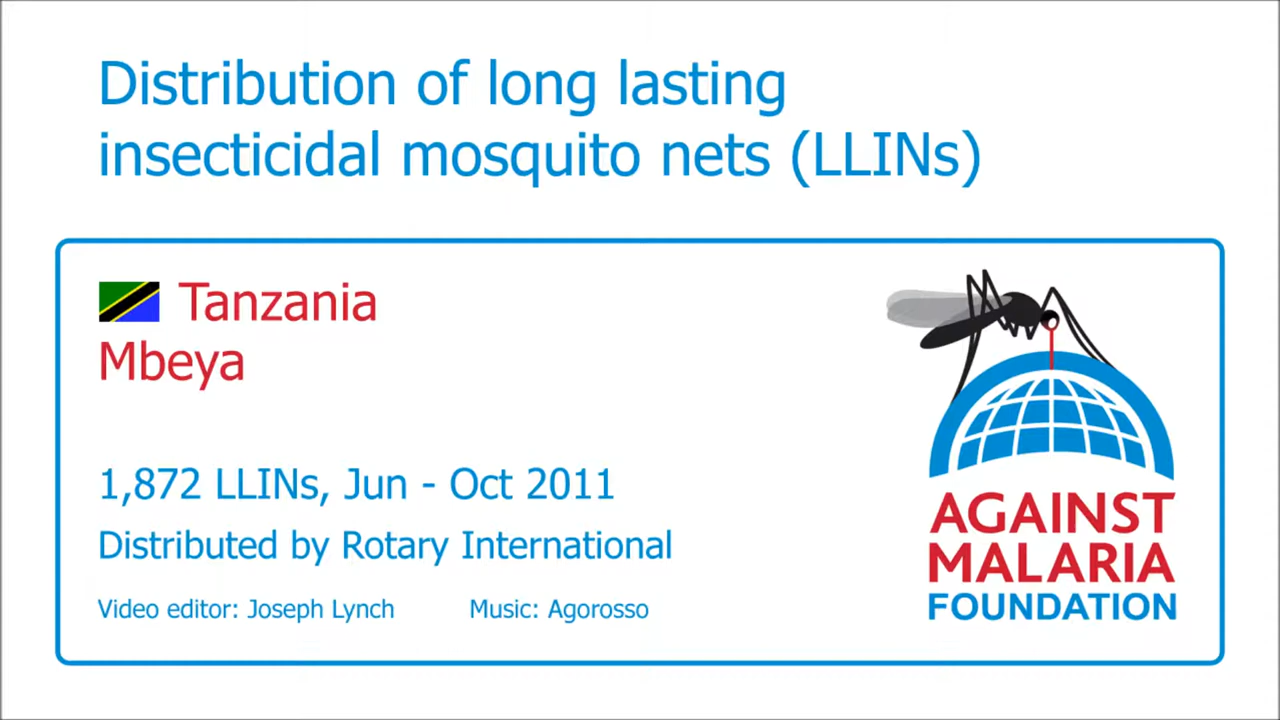 Distribution of long lasting
insecticidal mosquito nets (LLINs)
Tanzania
Mbeya
1,872 LLINs, Jun - Oct 2011
Distributed by Rotary International
Video editor: Joseph Lynch Music: Agorosso
AGAINST
MALARIA
FOUNDATION